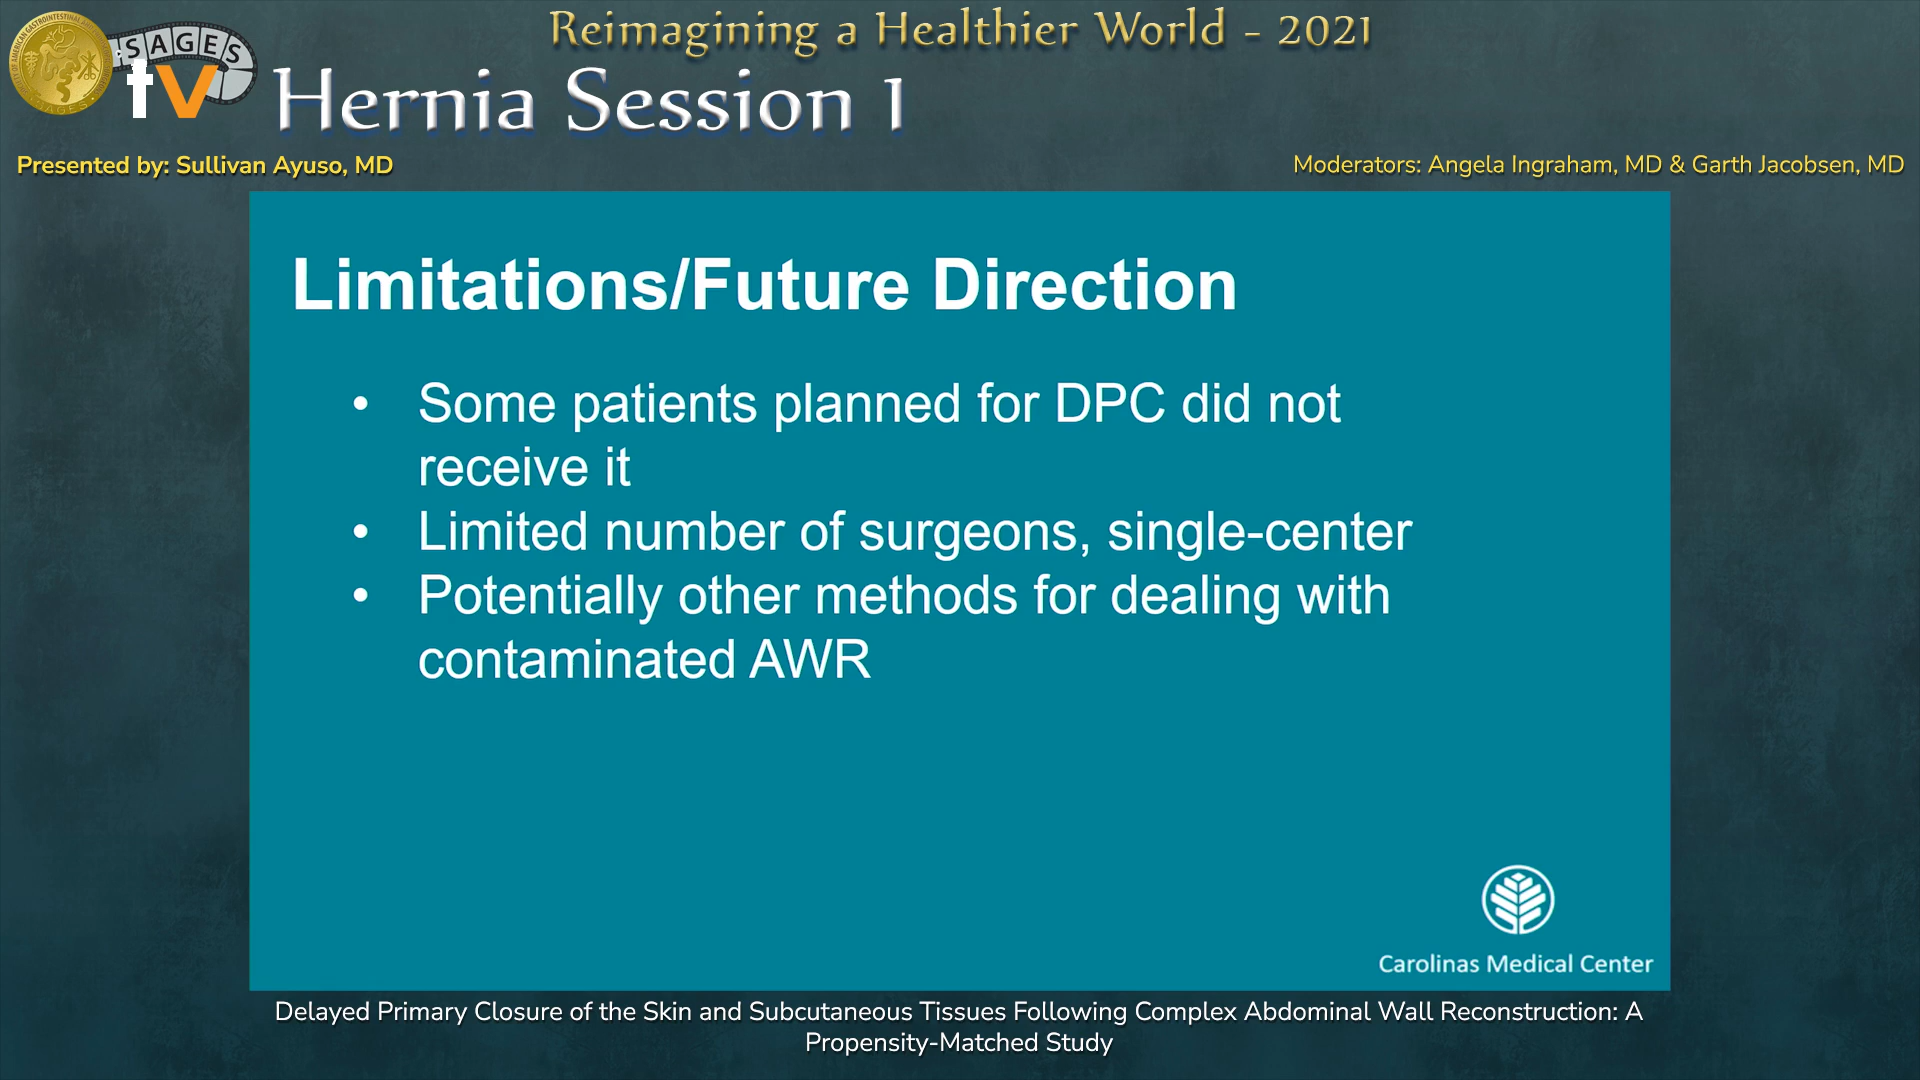 Reimagining a Healthier World - 2021
SAGES
tv
Hernia Session 1
Presented by: Sullivan Ayuso, MD
Moderators: Angela Ingraham, MD & Garth Jacobsen, MD
Limitations/Future Direction
• Some patients planned for DPC did not
receive it
• Limited number of surgeons, single-center
• Potentially other methods for dealing with
contaminated AWR
Carolinas Medical Center
Delayed Primary Closure of the Skin and Subcutaneous Tissues Following Complex Abdominal Wall Reconstruction: A
Propensity-Matched Study